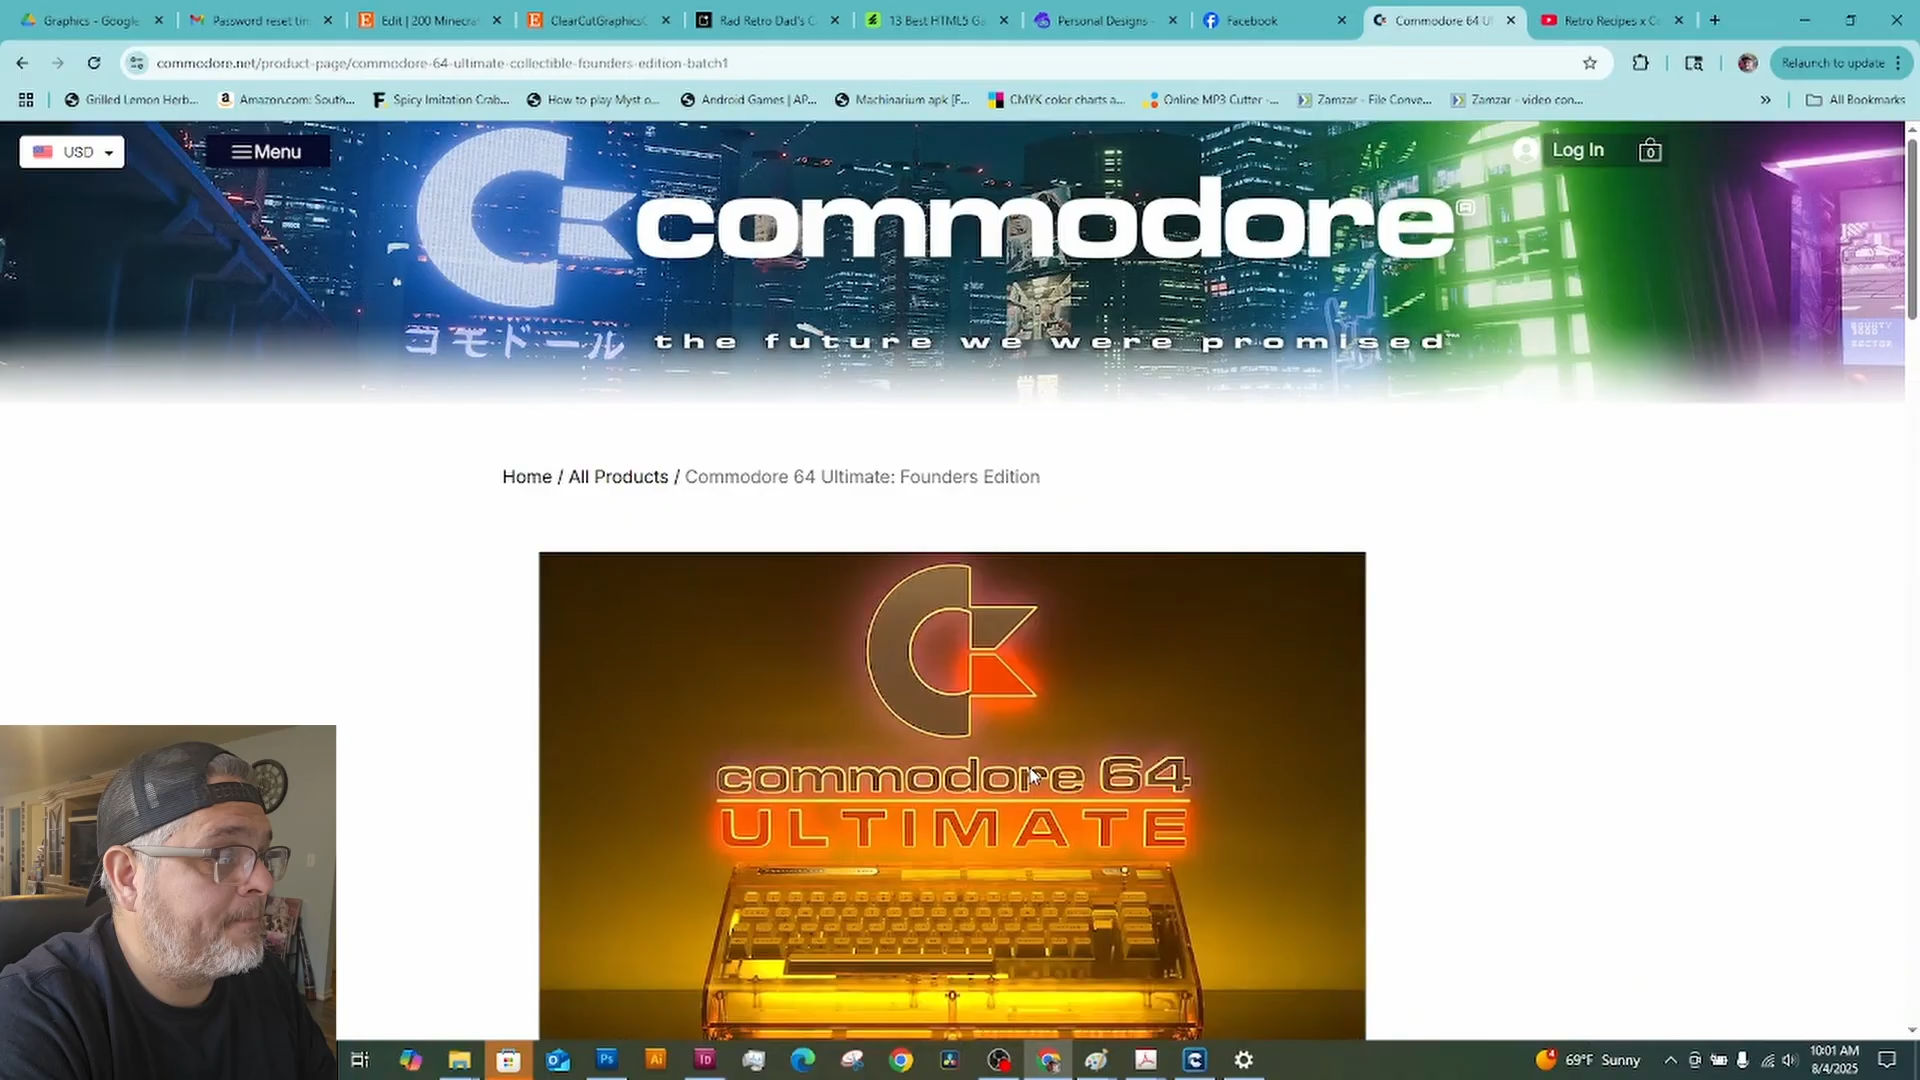 Graphics - Google
Password reset tin
Edit | 200 Minecra
ClearCutGraphicsC
Rad Retro Dad's C
13 Best HTML5 Ga
Personal Designs -
Facebook
Commodore 64 Ul
Retro Recipes x C
commodore.net/product-page/commodore-64-ultimate-collectible-founders-edition-batch1
Relaunch to update
Grilled Lemon Herb...
Amazon.com: South...
Spicy Imitation Crab...
How to play Myst o...
Android Games | AP...
Machinarium apk [F...
CMYK color charts a...
Online MP3 Cutter -...
Zamzar - File Conve...
Zamzar - video con...
All Bookmarks
USD
Menu
Log In
0
commodore®
コモドール
the future we were promised™
Home / All Products / Commodore 64 Ultimate: Founders Edition
commodore 64
ULTIMATE
69°F Sunny
10:01 AM
8/4/2025